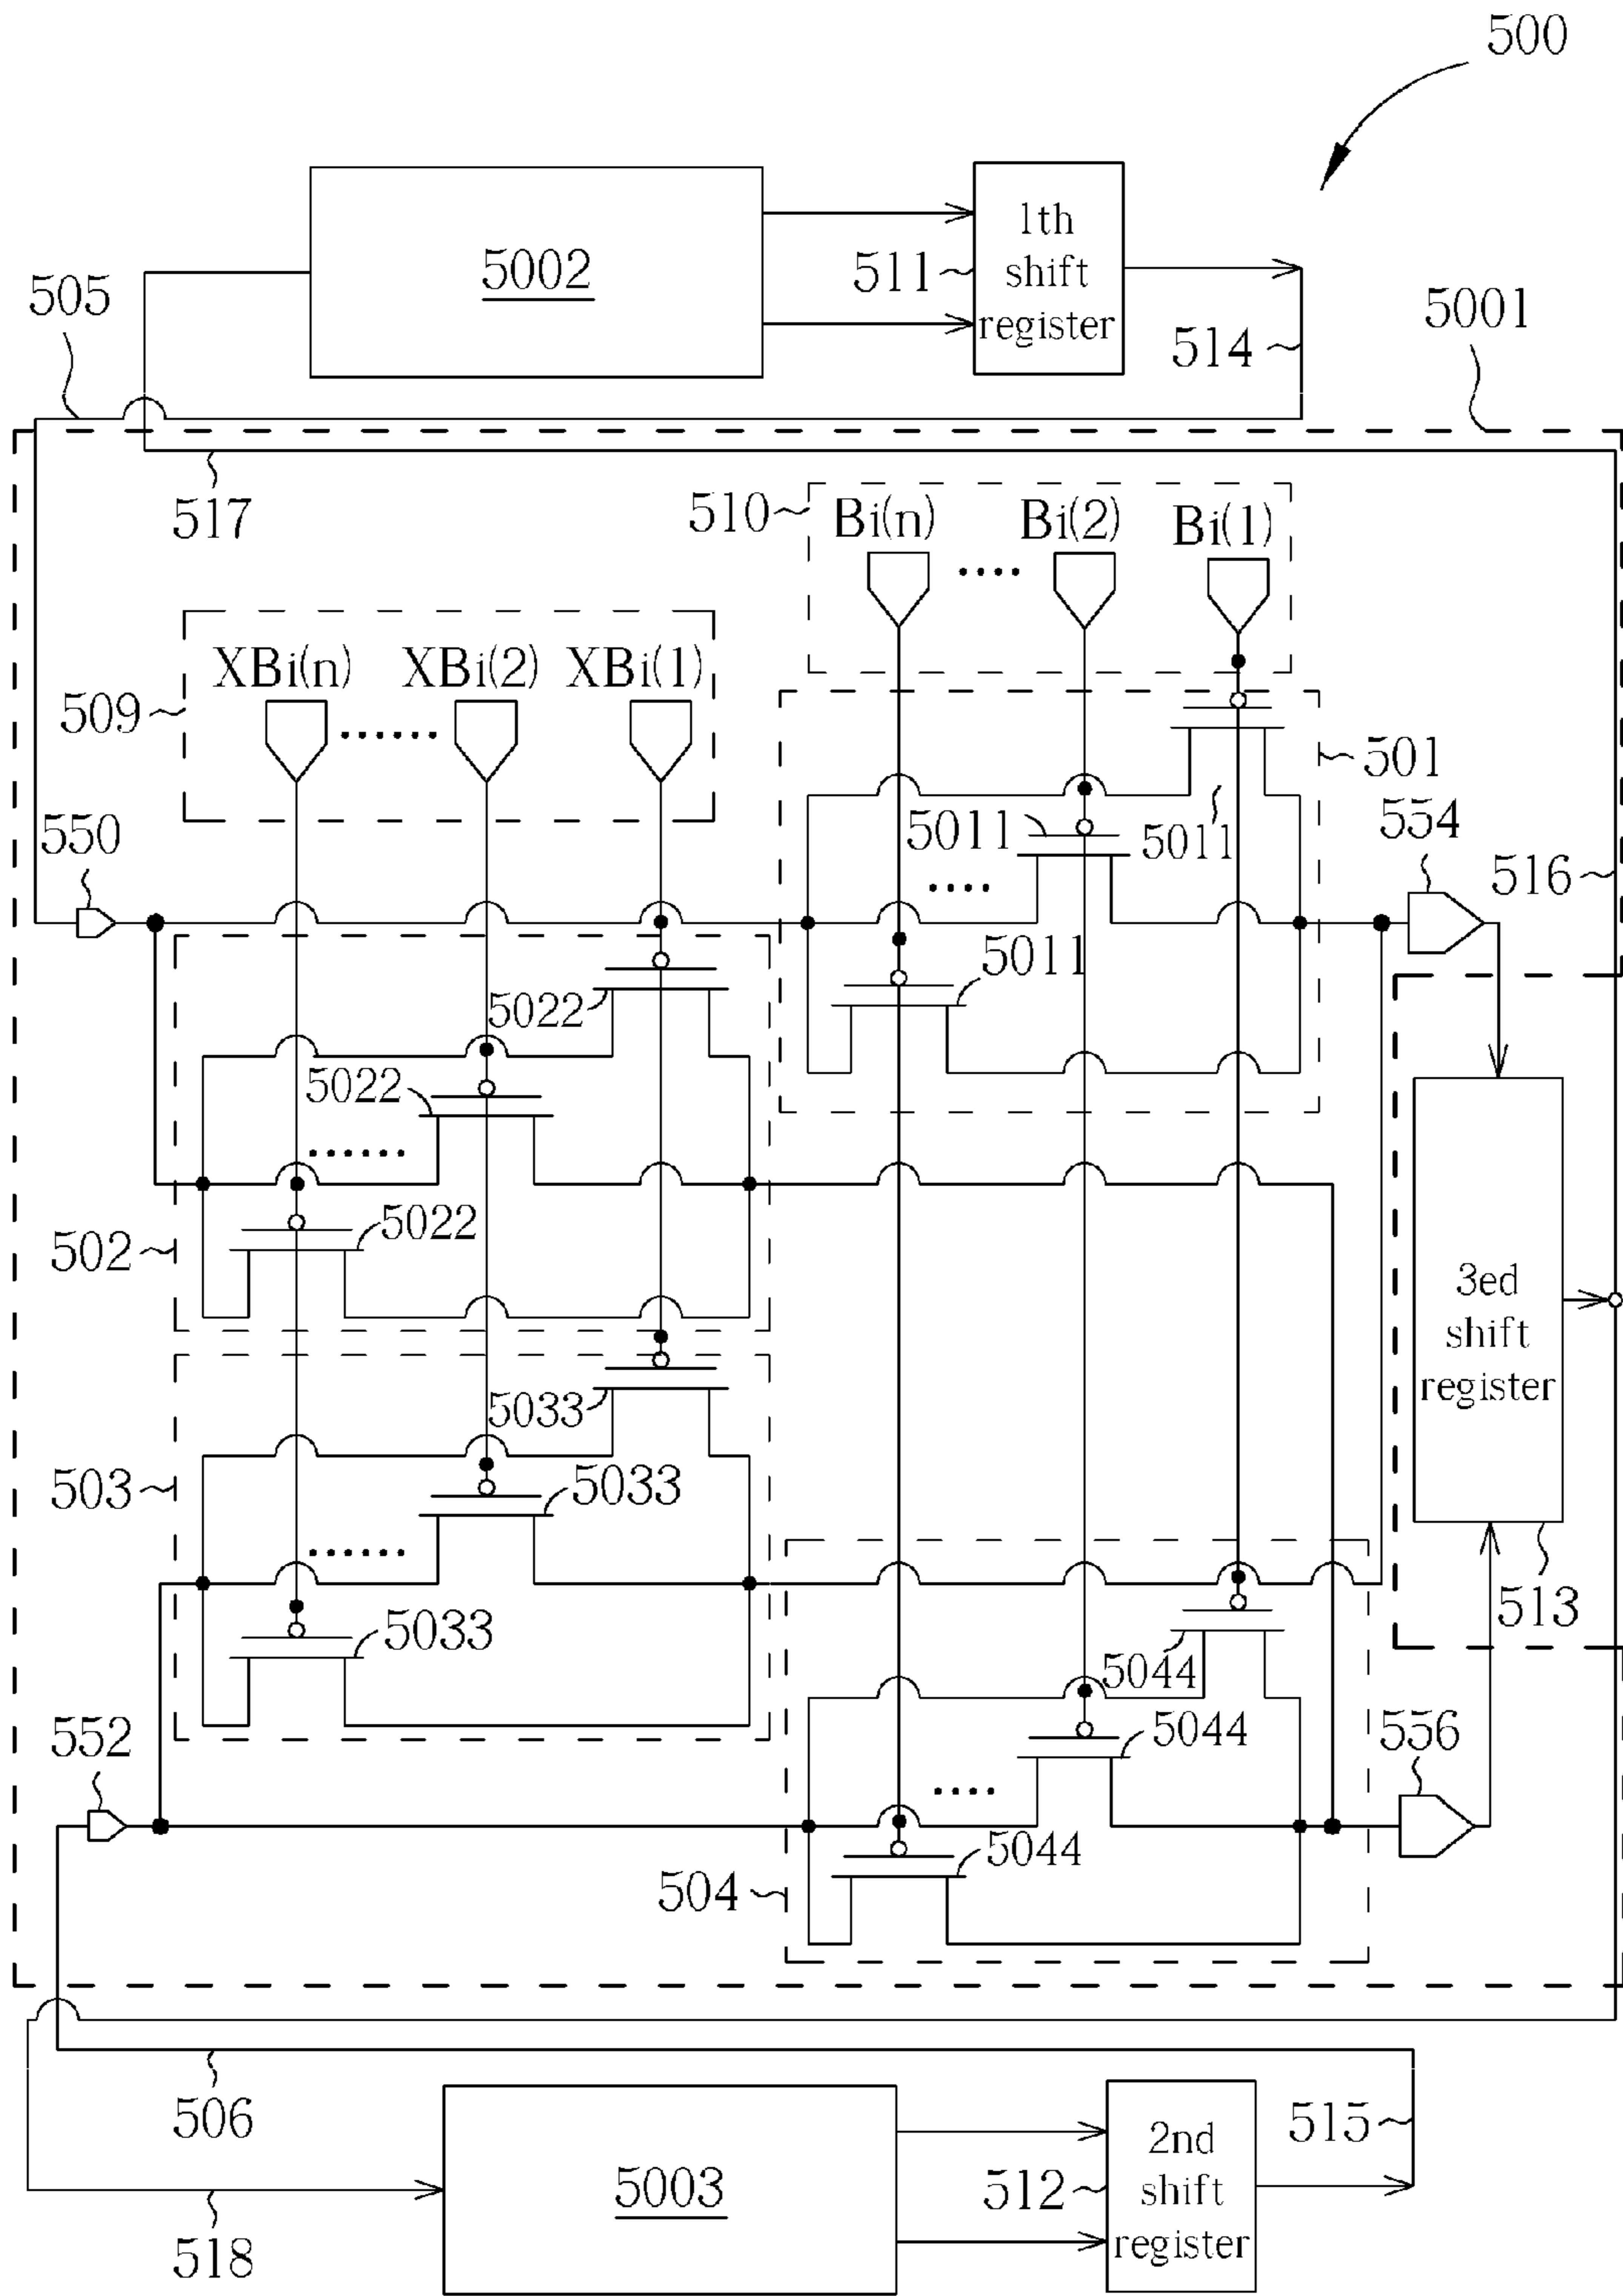 500
5002
511
1th
shift
register
505
514
5001
517
510
Bi(n)
Bi(2)
Bi(1)
XBi(n)
XBi(2)
XBi(1)
509
501
550
5011
5011
554
516
5011
5022
5022
502
5022
3ed
shift
register
5033
503
5033
5033
513
5044
552
5044
556
504
5044
506
515
5003
512
2nd
shift
register
518